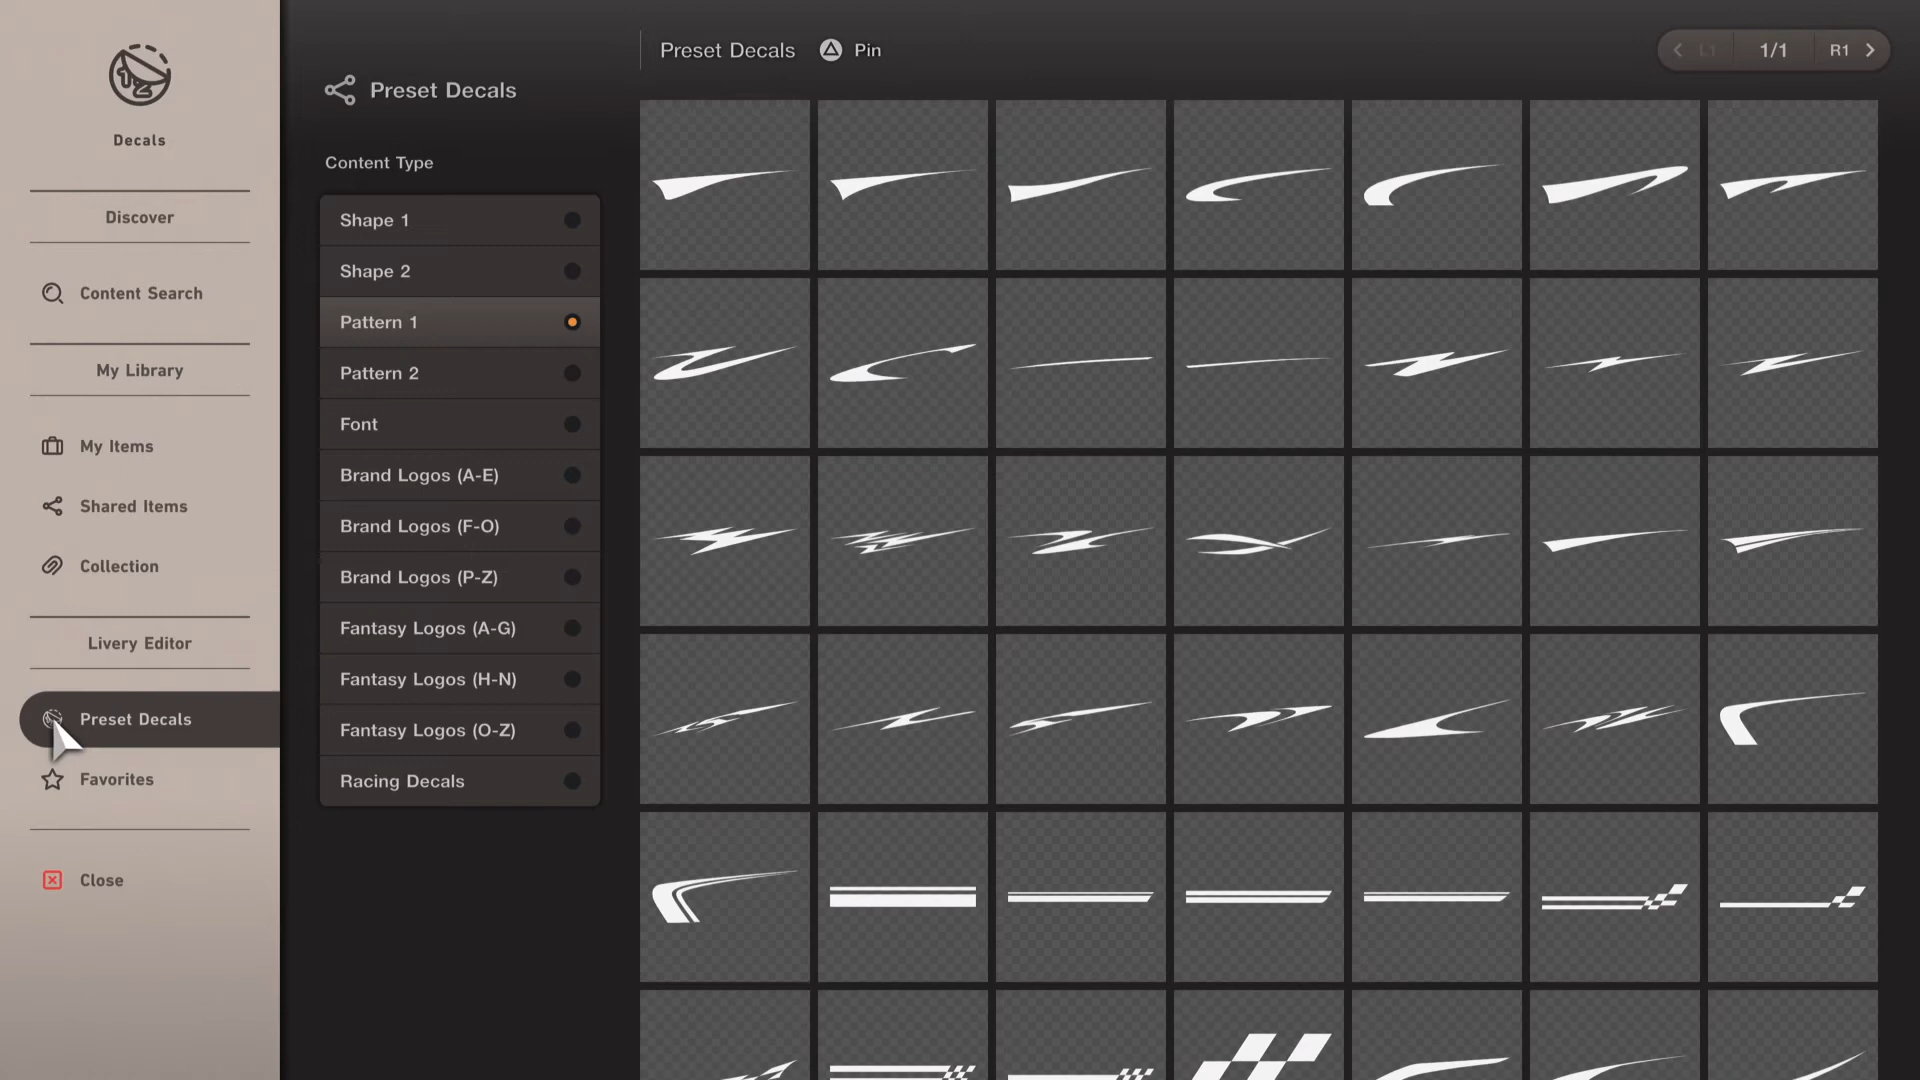 Decals
Discover
Content Search
My Library
My Items
Shared Items
Collection
Livery Editor
Preset Decals
Favorites
Close
Preset Decals
Content Type
Shape 1
Shape 2
Pattern 1
Pattern 2
Font
Brand Logos (A-E)
Brand Logos (F-O)
Brand Logos (P-Z)
Fantasy Logos (A-G)
Fantasy Logos (H-N)
Fantasy Logos (O-Z)
Racing Decals
Preset Decals Pin
L1 1/1 R1